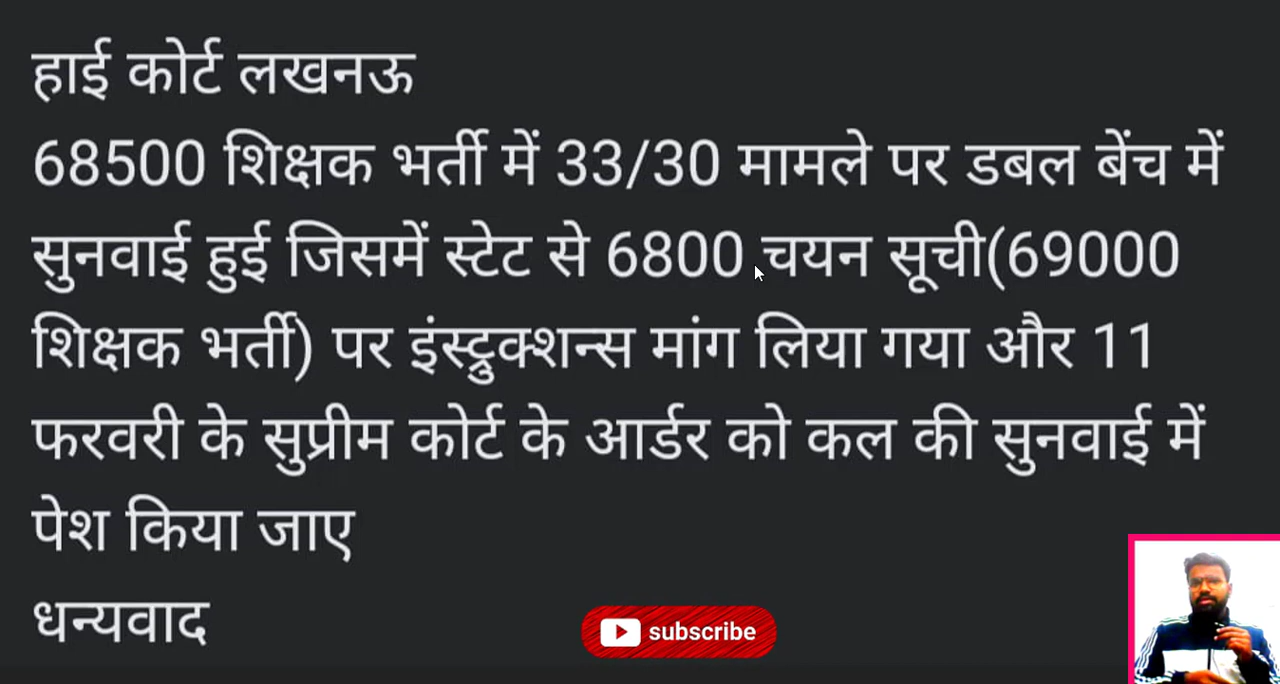 हाई कोर्ट लखनऊ
68500 शिक्षक भर्ती में 33/30 मामले पर डबल बेंच में
सुनवाई हुई जिसमें स्टेट से 6800 चयन सूची(69000
शिक्षक भर्ती) पर इंस्ट्रुक्शन्स मांग लिया गया और 11
फरवरी के सुप्रीम कोर्ट के आर्डर को कल की सुनवाई में
पेश किया जाए
धन्यवाद
subscribe